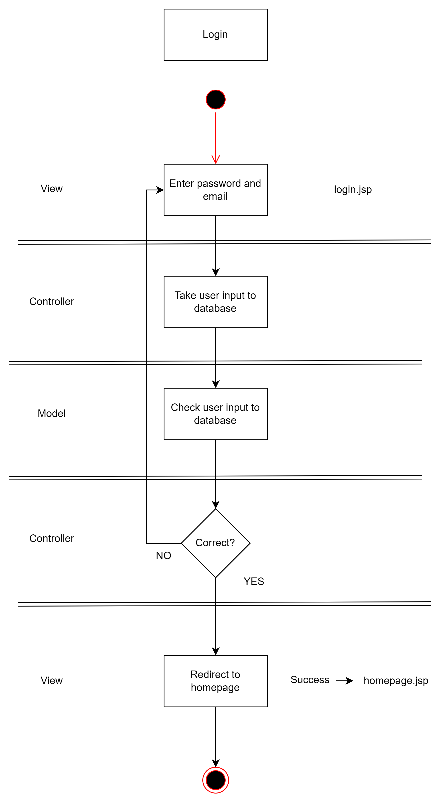 Login
View
Enter password and
email
login.jsp
Controller
Take user input to
database
Model
Check user input to
database
Controller
Correct?
NO
YES
View
Redirect to
homepage
Success
homepage.jsp